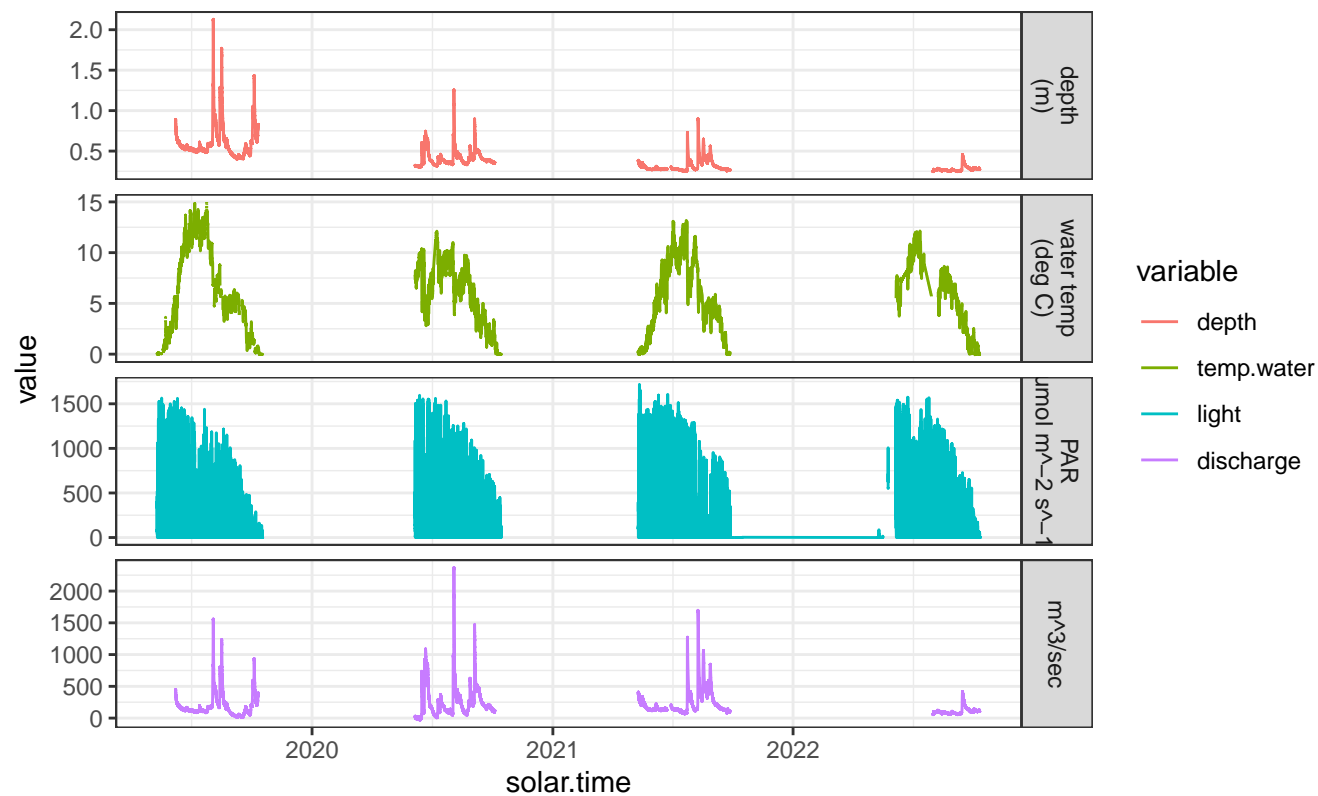 2.0
1.5
1.0
0.5
depth
(m)
15
10
5
0
water temp
(deg C)
1500
1000
500
0
PAR
umol m^−2 s^−1
2000
1500
1000
500
0
m^3/sec
value
2020
2021
2022
solar.time
variable
depth
temp.water
light
discharge